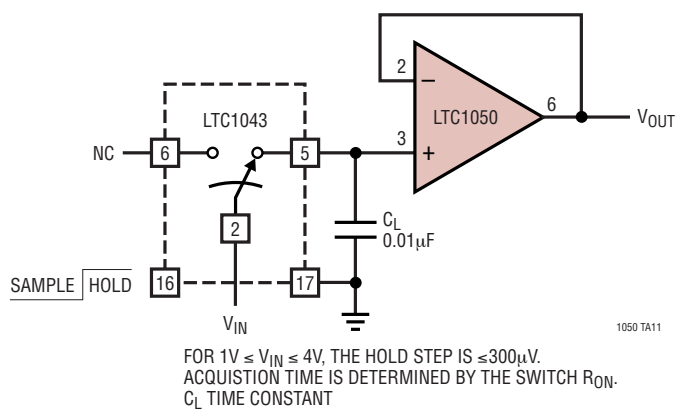 2
6
LTC1050
V_OUT
3
LTC1043
NC
6
5
2
C_L
0.01µF
SAMPLE HOLD
16
17
V_IN
1050 TA11
FOR 1V ≤ V_IN ≤ 4V, THE HOLD STEP IS ≤300µV.
ACQUISTION TIME IS DETERMINED BY THE SWITCH R_ON.
C_L TIME CONSTANT